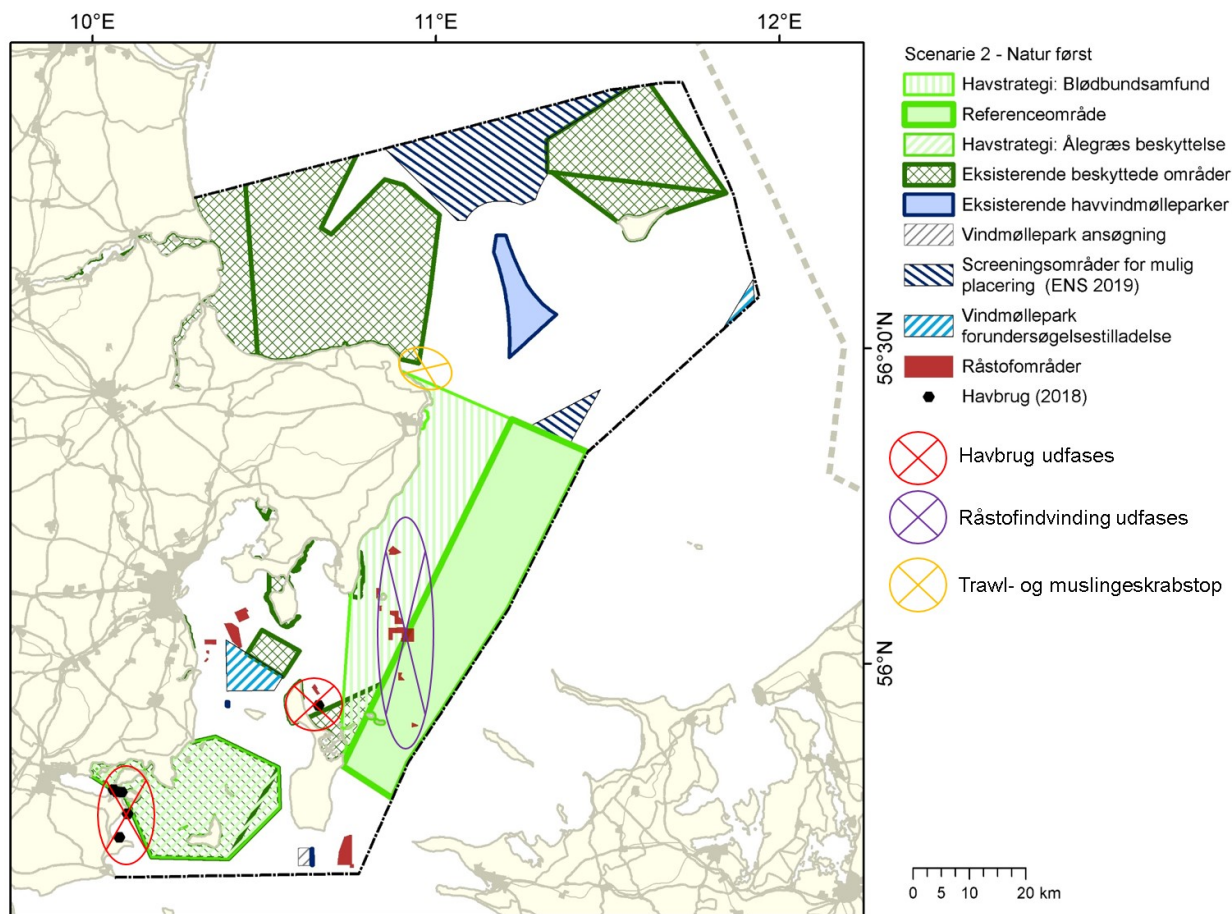 10°E
11°E
12°E
Scenarie 2 - Natur først
Havstrategi: Blødbundsamfund
Referenceområde
Havstrategi: Ålegræs beskyttelse
Eksisterende beskyttede områder
Eksisterende havvindmølleparker
Vindmøllepark ansøgning
Screeningsområder for mulig
placering (ENS 2019)
Vindmøllepark
forundersøgelsestilladelse
Råstofområder
Havbrug (2018)
Havbrug udfases
Råstofindvinding udfases
Trawl- og muslingeskrabstop
56°30'N
56°N
0 5 10 20 km